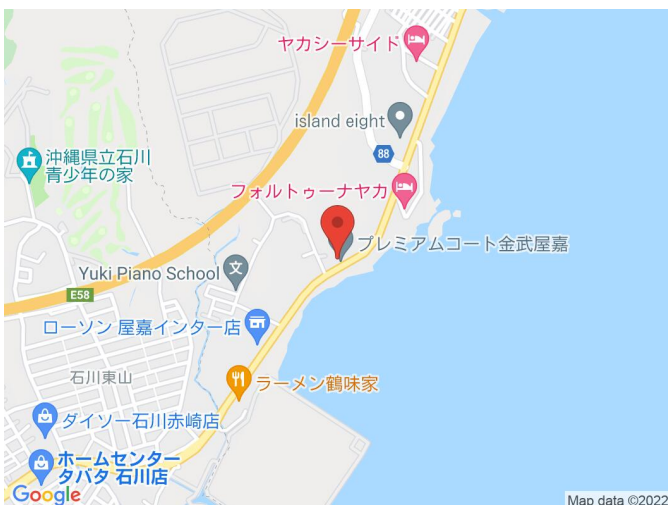 ヤカシーサイド
island eight
88
沖縄県立石川
青少年の家
フォルトゥーナヤカ
プレミアムコート金武屋嘉
Yuki Piano School
文
E58
ローソン 屋嘉インター店
石川東山
ラーメン鶴味家
ダイソー石川赤崎店
ホームセンター
タバタ 石川店
Google
Map data ©2022